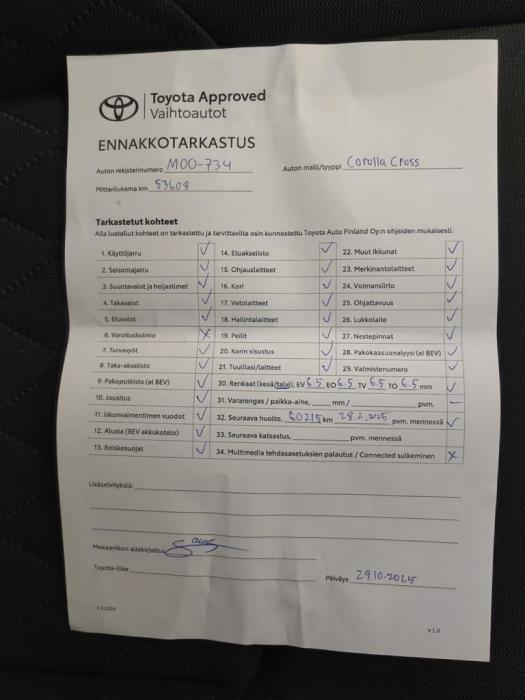 Toyota Approved
Vaihtoautot
ENNAKKOTARKASTUS
Auton rekisterinumero MOO-734 Auton malli/tyyppi Corolla Cross
Mittarilukema km 53608
Tarkastetut kohteet
Alla luetellut kohteet on tarkastettu ja tarvittavilta osin kunnostettu Toyota Auto Finland Oy:n ohjeiden mukaisesti.
1. Käyttöjarru ✓ 14. Etuakselisto ✓ 22. Muut ikkunat ✓
2. Seisontajarru ✓ 15. Ohjauslaitteet ✓ 23. Merkinantolaitteet ✓
3. Suuntavalot ja heijastimet ✓ 16. Kori ✓ 24. Voimansiirto ✓
4. Takavalot ✓ 17. Vetolaitteet ✓ 25. Ohjattavuus ✓
5. Etuvalot ✓ 18. Hallintalaitteet ✓ 26. Lukkolaite ✓
6. Varoituskolmio X 19. Peilit ✓ 27. Nestepinnat ✓
7. Turvavyöt ✓ 20. Korin sisustus ✓ 28. Pakokaasuanalyysi (ei BEV) ✓
8. Taka-akselisto ✓ 21. Tuulilasi/laitteet ✓ 29. Valmistenumero ✓
9. Pakoputkisto (ei BEV) ✓ 30. Renkaat (kesä/talvi), EV 6.5 EO 6.5 TV 6.5 TO 6.5 mm ✓
10. Jousitus ✓ 31. Vararengas / paikka-aine, mm/ pvm. –
11. Iskunvaimentimen vuodot ✓ 32. Seuraava huolto, 60215 km 28.2.2025 pvm. mennessä ✓
12. Alusta (BEV akkukotelo) ✓ 33. Seuraava katsastus, pvm. mennessä
13. Roiskesuojat ✓ 34. Multimedia tehdasasetuksien palautus / Connected sulkeminen X
Lisäselvityksiä:
Mekaanikon allekirjoitus
Toyota-liike
Päiväys 29.10.2025
v1.0